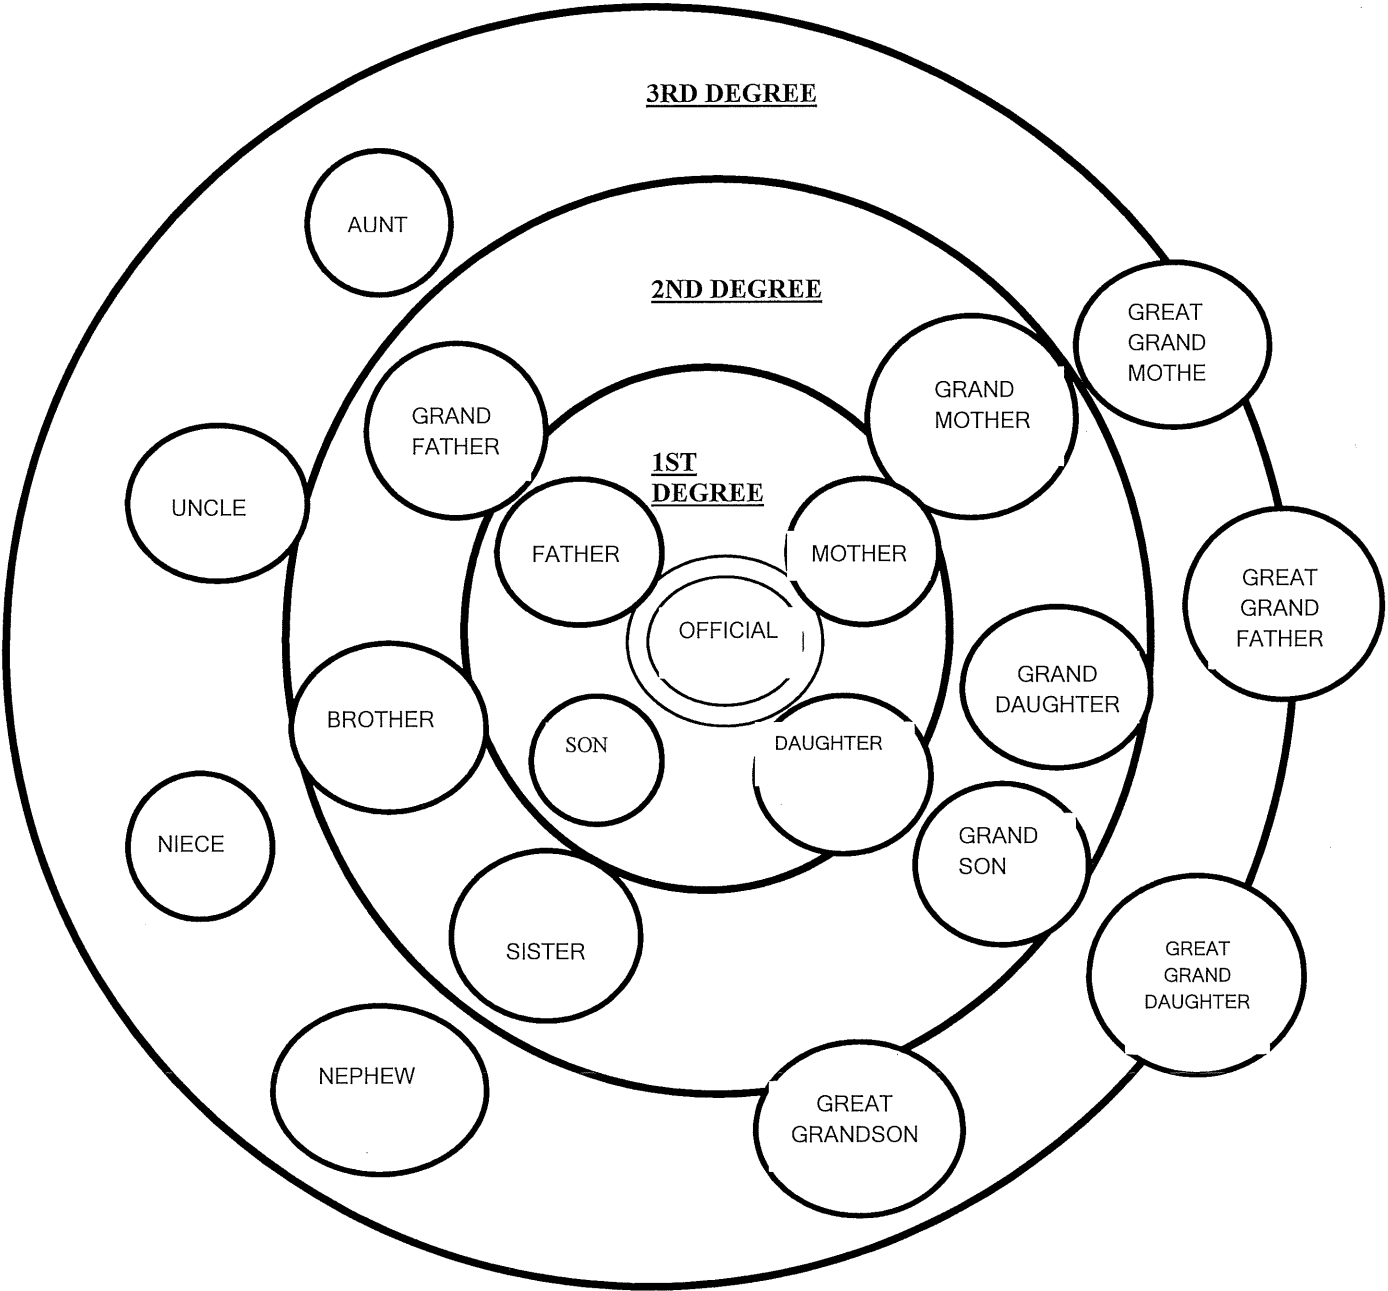 3RD DEGREE
AUNT
2ND DEGREE
GREAT
GRAND
MOTHE
GRAND
MOTHER
GRAND
FATHER
1ST
DEGREE
UNCLE
FATHER
MOTHER
GREAT
GRAND
FATHER
OFFICIAL
GRAND
DAUGHTER
BROTHER
SON
DAUGHTER
NIECE
GRAND
SON
SISTER
GREAT
GRAND
DAUGHTER
NEPHEW
GREAT
GRANDSON